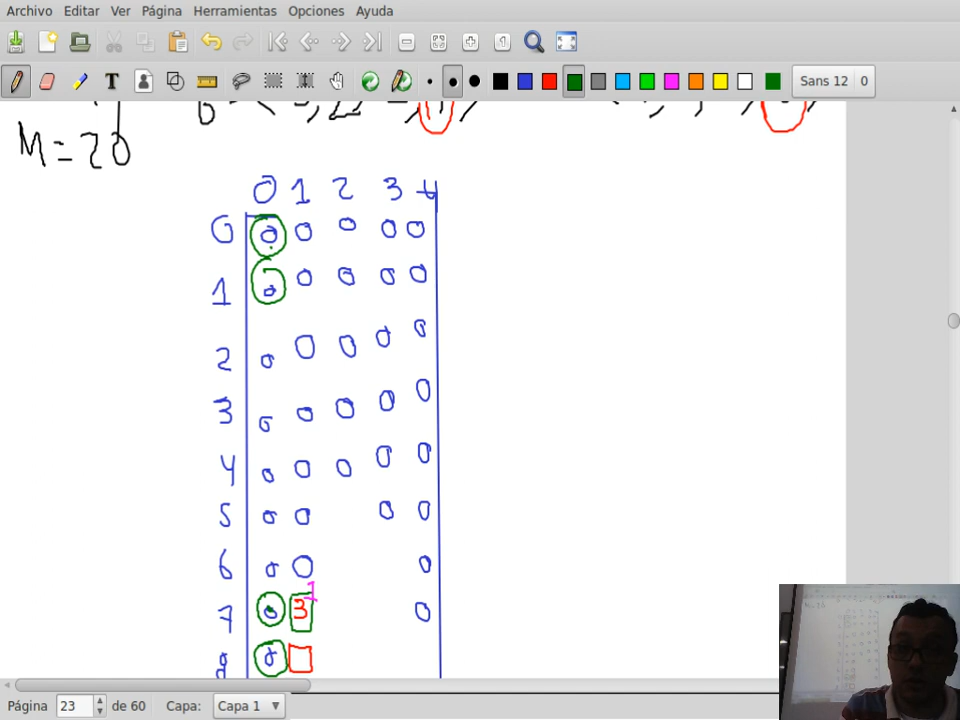 Archivo Editar Ver Página Herramientas Opciones Ayuda
Sans 12 0
M=20
0 1 2 3 4
0 0 0 0 0 0
1 0 0 0 0 0
2 0 0 0 0 0
3 0 0 0 0 0
4 0 0 0 0 0
5 0 0 0 0
6 0 0 0
1
7 0 3 0
8 0
Página 23 de 60 Capa: Capa 1